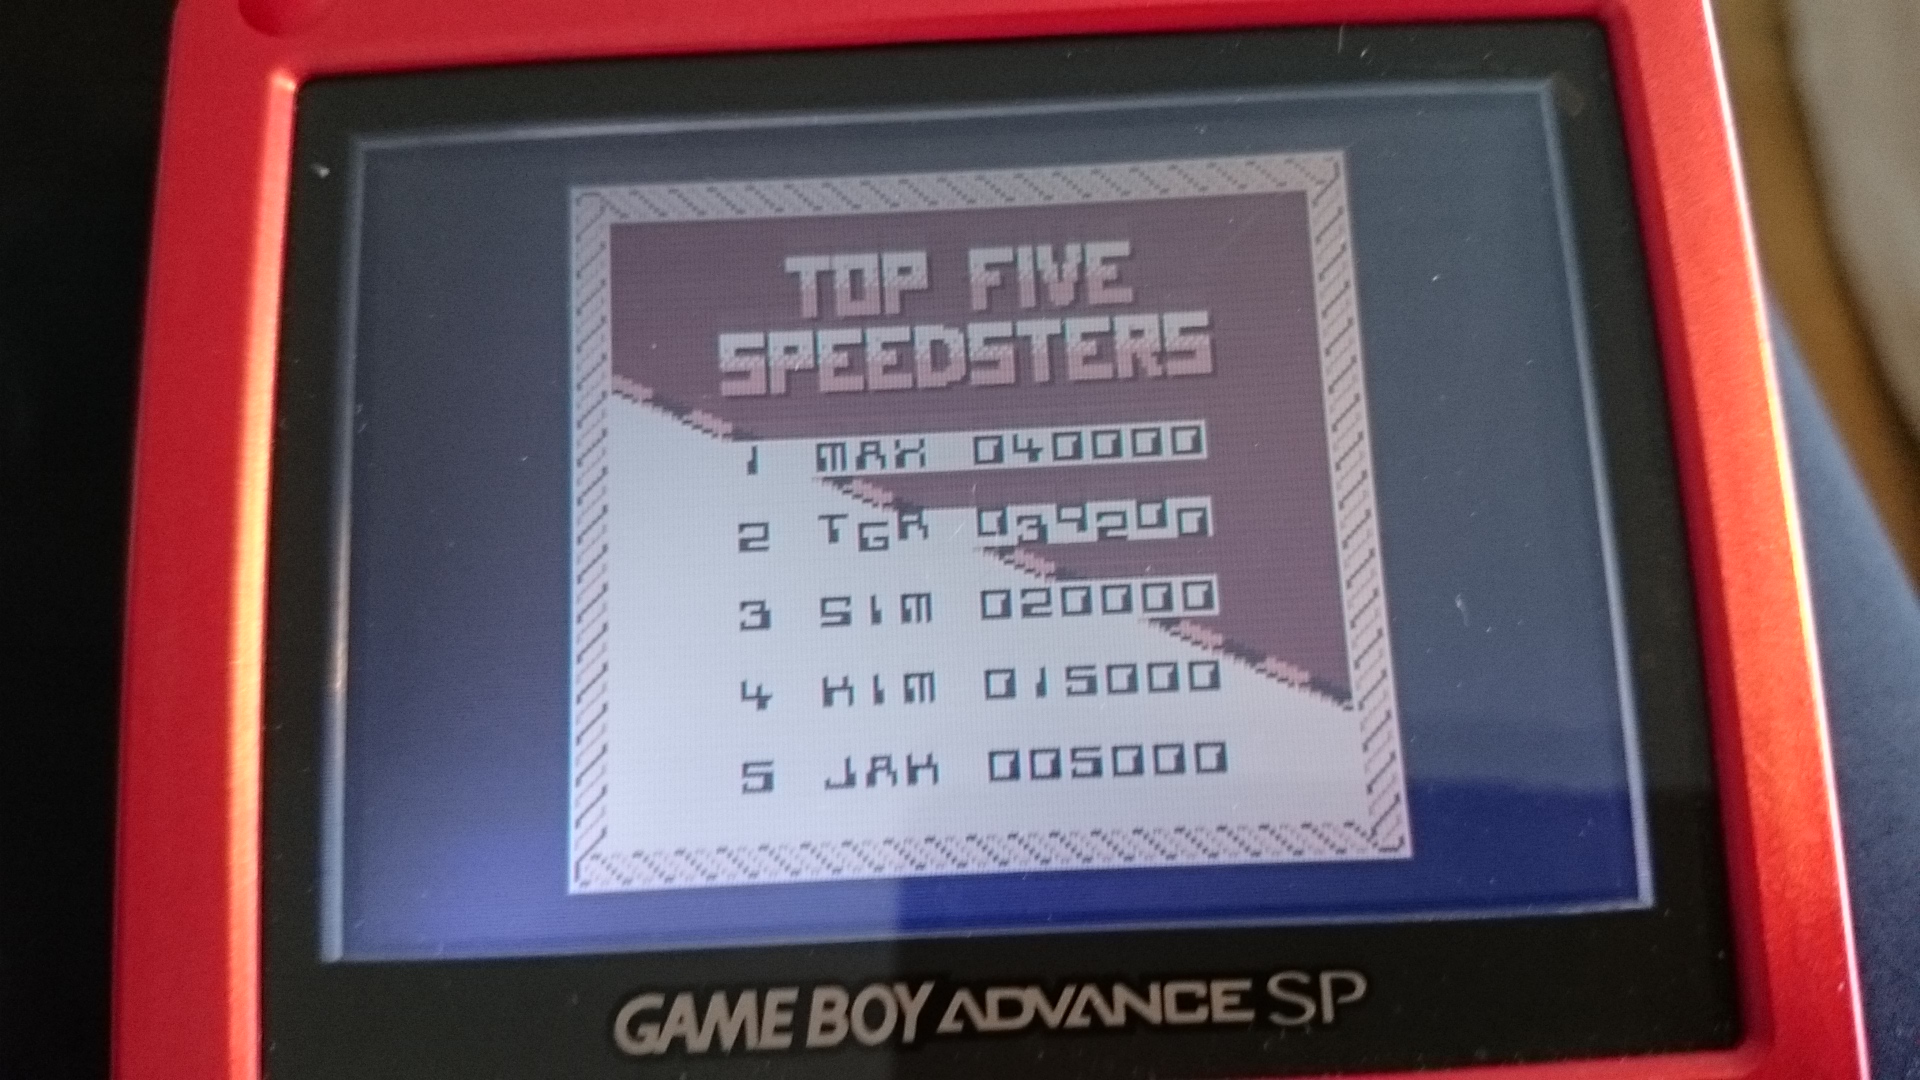 TOP FIVE
SPEEDSTERS
1 MAX 040000
2 TGR 039200
3 SIM 020000
4 KIM 015000
5 JAK 005000
GAME BOY ADVANCE SP